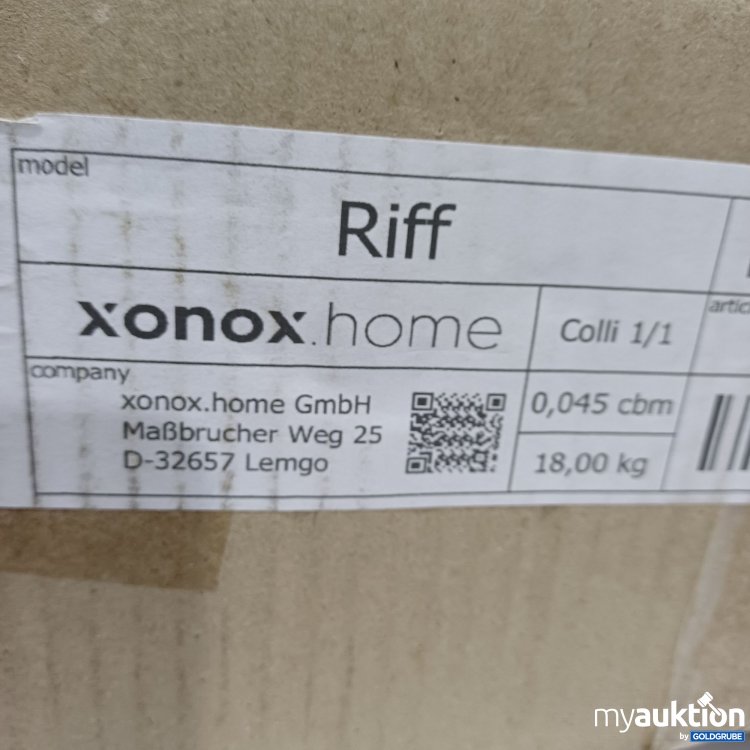 model
Riff
xonox.home
Colli 1/1
company
xonox.home GmbH
Maßbrucher Weg 25
D-32657 Lemgo
0,045 cbm
18,00 kg
myauktion
by GOLDGRUBE